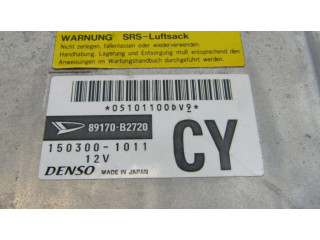 WARNUNG SRS-Luftsack
Nicht zerlegen, fallenlassen oder wiederverwenden.
Handhabung, Lagerung und Entsorgung muß entsprechend den
Anweisungen im Wartungshandbuch durchgeführt werden.
*05101100DV9*
89170-B2720
150300-1011
12V
CY
DENSO MADE IN JAPAN